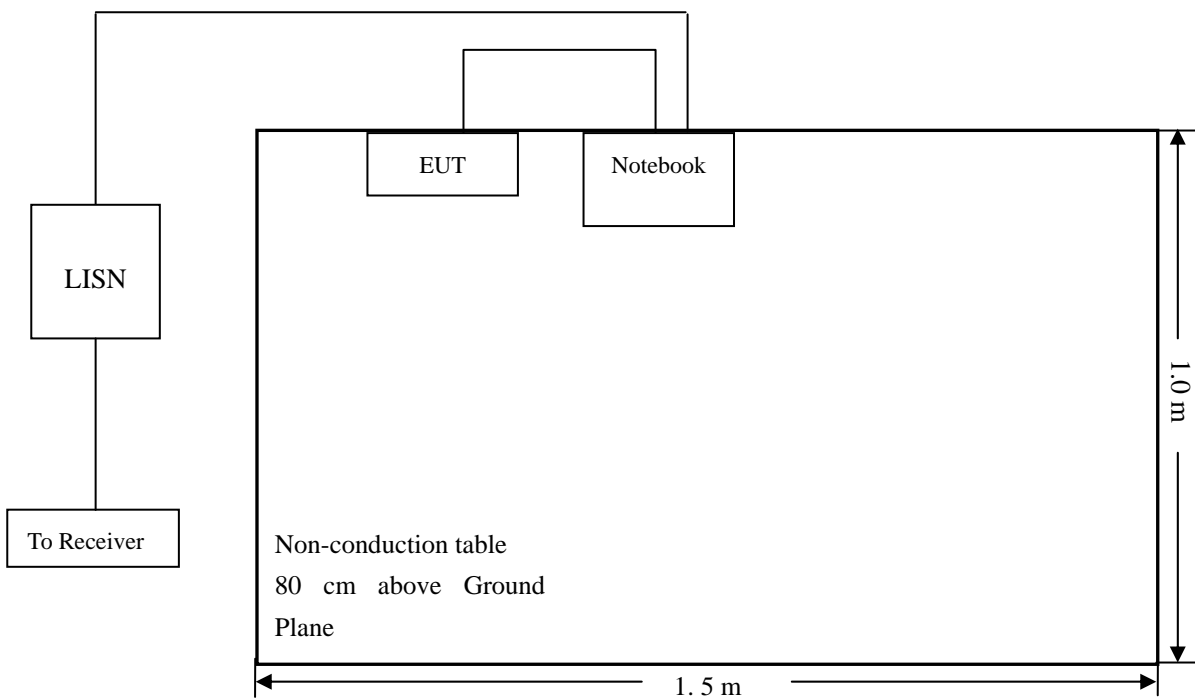 EUT
Notebook
LISN
1.0 m
To Receiver
Non-conduction table
80 cm above Ground
Plane
1. 5 m